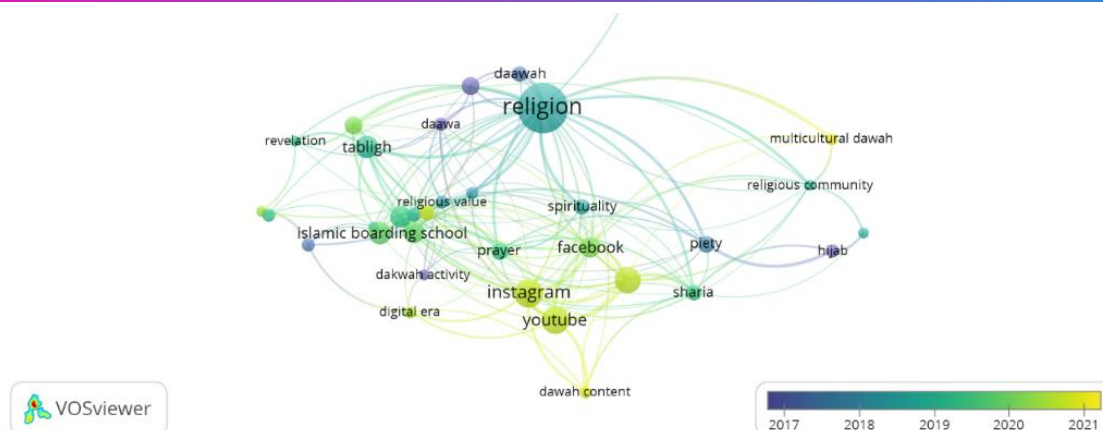 daawah
religion
daawa
revelation
tabligh
multicultural dawah
religious community
religious value
spirituality
islamic boarding school
prayer
facebook
piety
hijab
dakwah activity
instagram
sharia
digital era
youtube
dawah content
VOSviewer
2017 2018 2019 2020 2021